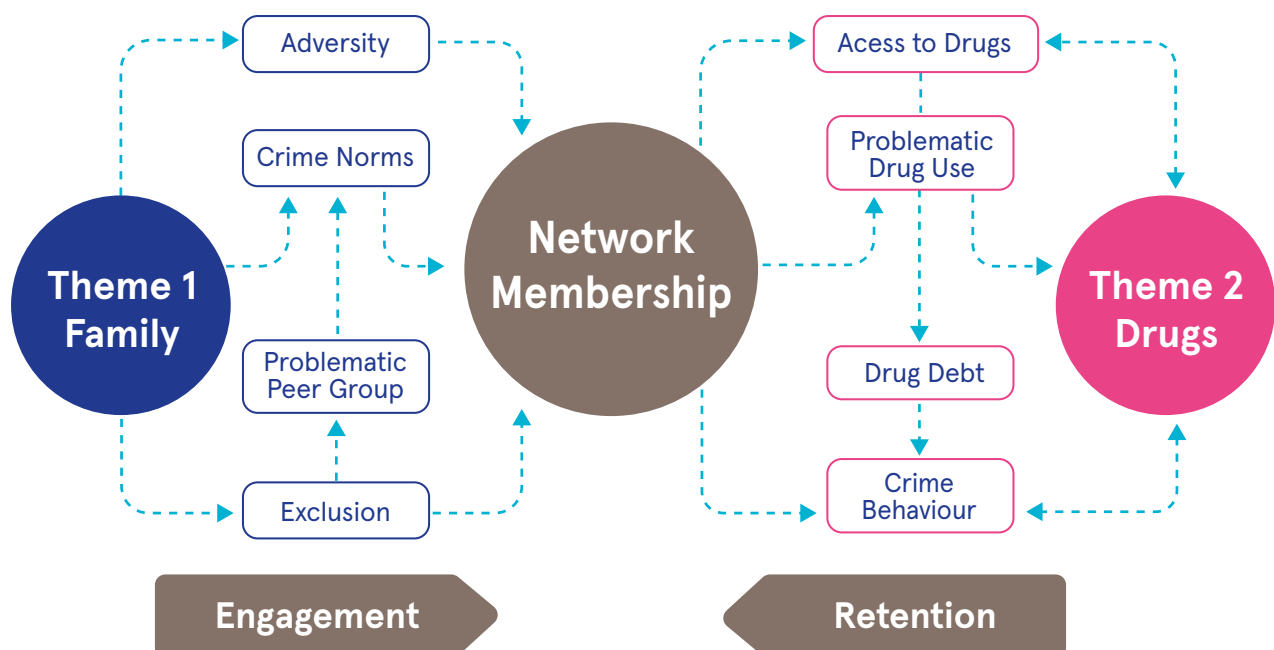 Adversity
Acess to Drugs
Crime Norms
Problematic
Drug Use
Network
Membership
Theme 1
Family
Theme 2
Drugs
Problematic
Peer Group
Drug Debt
Exclusion
Crime
Behaviour
Engagement
Retention